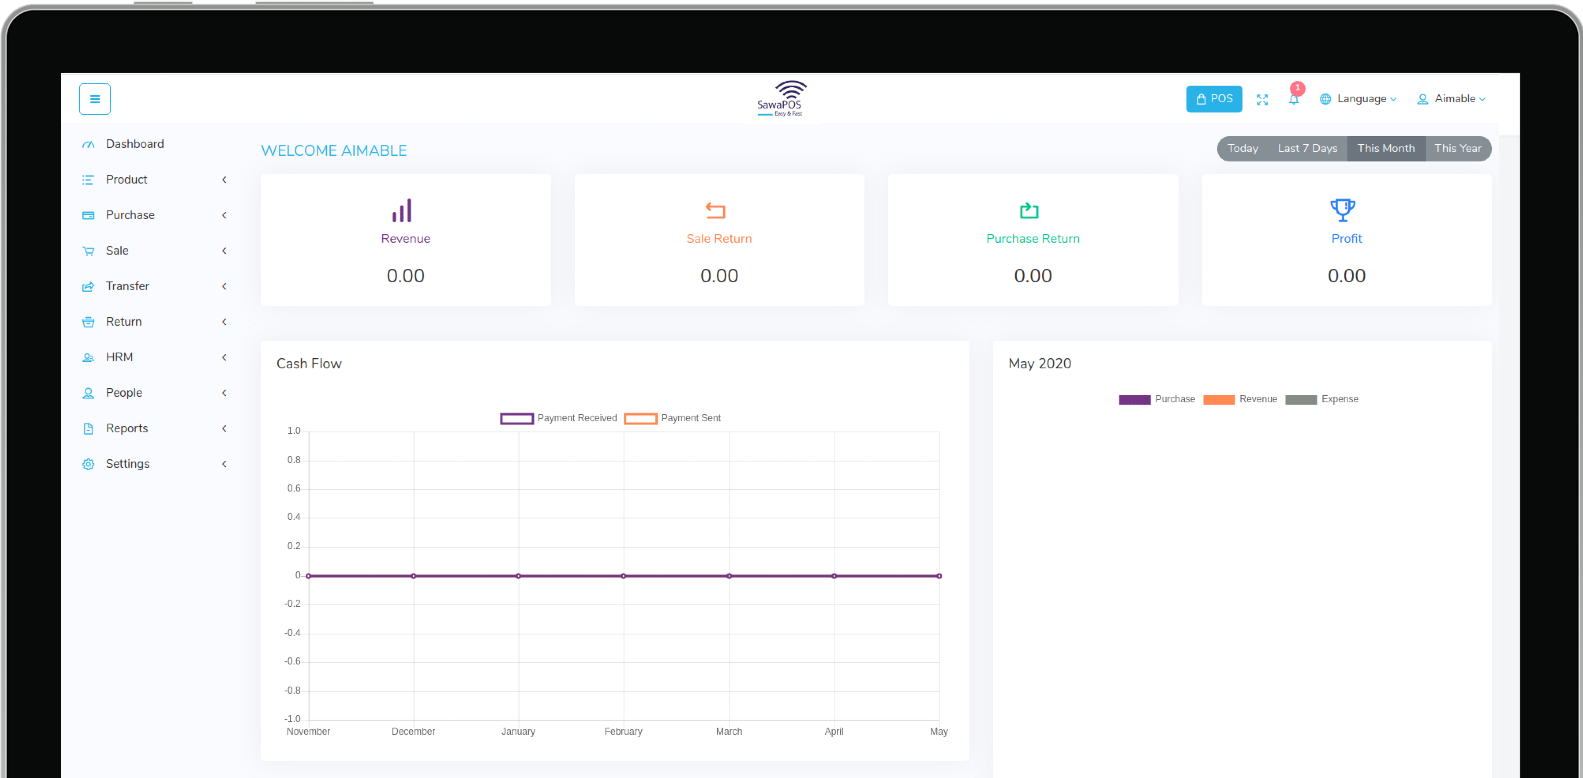 SawaPOS
Easy & Fast
POS
1
Language
Aimable
Dashboard
Product
Purchase
Sale
Transfer
Return
HRM
People
Reports
Settings
WELCOME AIMABLE
Today Last 7 Days This Month This Year
Revenue
0.00
Sale Return
0.00
Purchase Return
0.00
Profit
0.00
Cash Flow
Payment Received Payment Sent
1.0
0.8
0.6
0.4
0.2
0
-0.2
-0.4
-0.6
-0.8
-1.0
November December January February March April May
May 2020
Purchase Revenue Expense